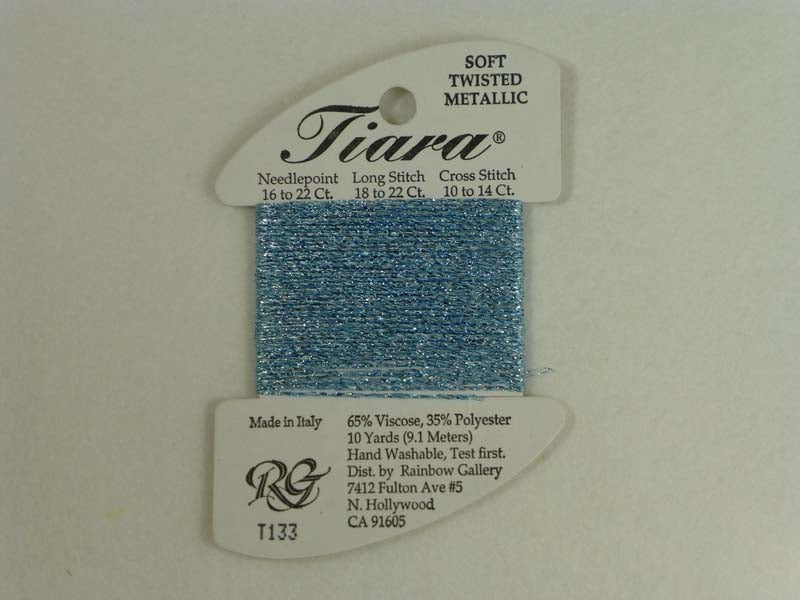 SOFT
TWISTED
METALLIC
Tiara®
Needlepoint Long Stitch Cross Stitch
16 to 22 Ct. 18 to 22 Ct. 10 to 14 Ct.
Made in Italy
65% Viscose, 35% Polyester
10 Yards (9.1 Meters)
Hand Washable, Test first.
Dist. by Rainbow Gallery
7412 Fulton Ave #5
N. Hollywood
CA 91605
RG
T133